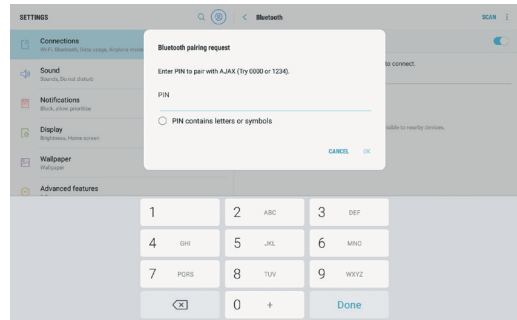 SETTINGS
Bluetooth
SCAN
Connections
Wi-Fi, Bluetooth, Data usage, Airplane mode
Sound
Sounds, Do not disturb
Notifications
Block, allow, prioritize
Display
Brightness, Home screen
Wallpaper
Wallpaper
Advanced features
to connect.
visible to nearby devices.
Bluetooth pairing request
Enter PIN to pair with AJAX (Try 0000 or 1234).
PIN
PIN contains letters or symbols
CANCEL OK
1 2 ABC 3 DEF
4 GHI 5 JKL 6 MNO
7 PQRS 8 TUV 9 WXYZ
0 + Done